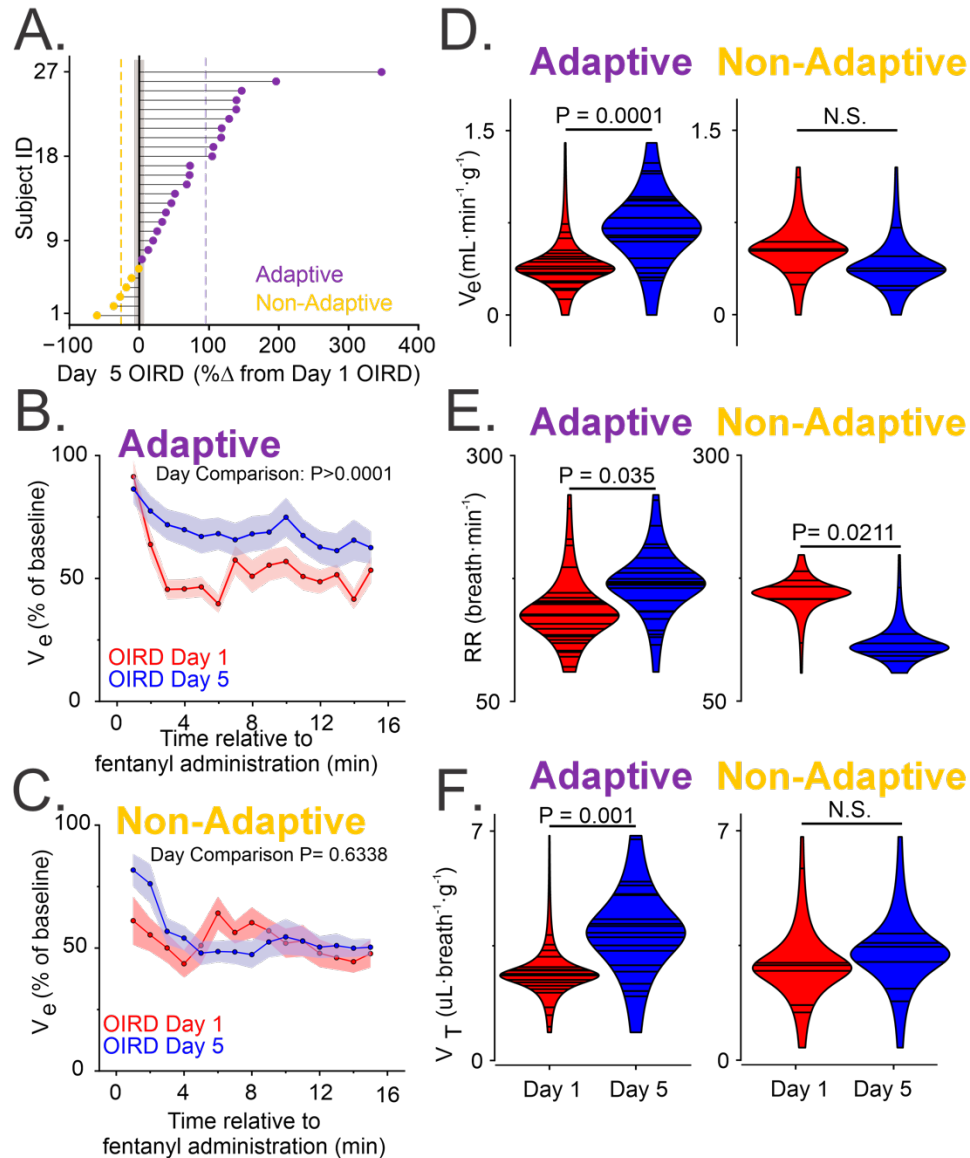 A.
27
18
9
1
Subject ID
Adaptive
Non-Adaptive
−100 0 100 200 300 400
Day 5 OIRD (%Δ from Day 1 OIRD)
B.
Adaptive
Day Comparison: P>0.0001
100
50
0
Ve (% of baseline)
OIRD Day 1
OIRD Day 5
0 4 8 12 16
Time relative to
fentanyl administration (min)
C.
Non-Adaptive
Day Comparison P= 0.6338
100
50
0
Ve (% of baseline)
OIRD Day 1
OIRD Day 5
0 4 8 12 16
Time relative to
fentanyl administration (min)
D.
Adaptive Non-Adaptive
P = 0.0001
N.S.
1.5 1.5
0 0
Ve (mL·min⁻¹·g⁻¹)
E.
Adaptive Non-Adaptive
P = 0.035
P= 0.0211
300 300
50 50
RR (breath·min⁻¹)
F.
Adaptive Non-Adaptive
P = 0.001
N.S.
7 7
0 0
VT (uL·breath⁻¹·g⁻¹)
Day 1 Day 5 Day 1 Day 5